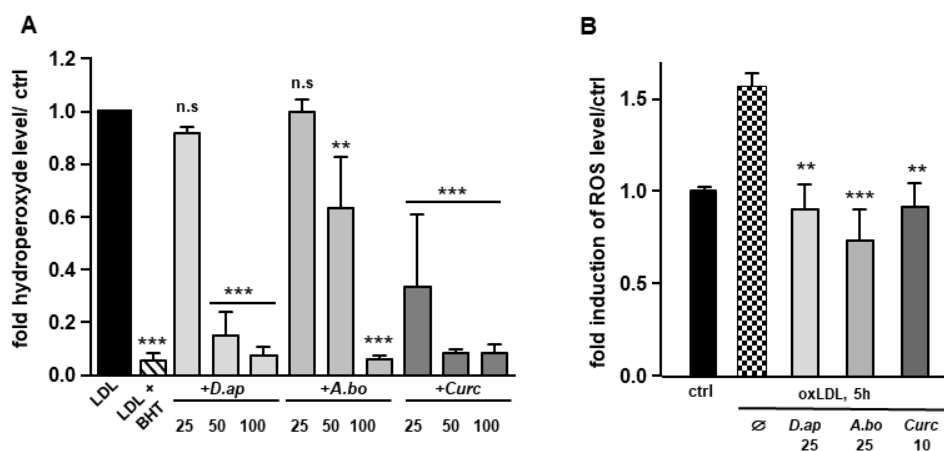 A
fold hydroperoxyde level/ ctrl
1.2
1.0
0.8
0.6
0.4
0.2
0.0
n.s
***
***
n.s
**
***
***
LDL
LDL +
BHT
+D.ap
+A.bo
+Curc
25 50 100 25 50 100 25 50 100
B
fold induction of ROS level/ctrl
1.5
1.0
0.5
0.0
**
***
**
ctrl
oxLDL, 5h
∅ D.ap A.bo Curc
25 25 10